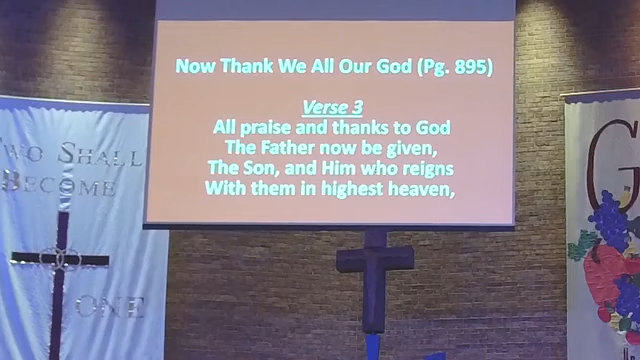 Now Thank We All Our God (Pg. 895)
Verse 3
All praise and thanks to God
The Father now be given,
The Son, and Him who reigns
With them in highest heaven,
TWO SHALL
BECOME
ONE
G